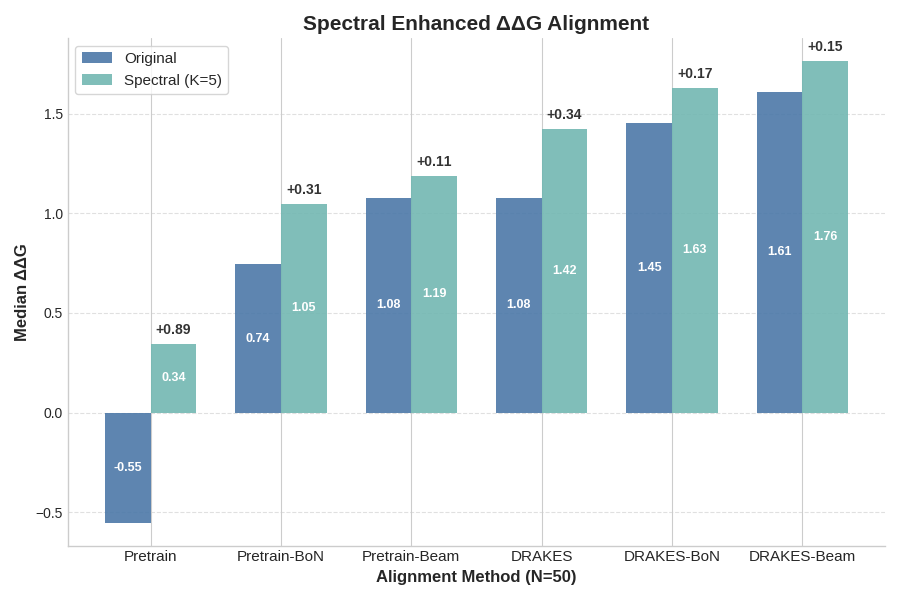 Spectral Enhanced ΔΔG Alignment
Original
Spectral (K=5)
Median ΔΔG
1.5
1.0
0.5
0.0
−0.5
-0.55
0.34
+0.89
0.74
1.05
+0.31
1.08
1.19
+0.11
1.08
1.42
+0.34
1.45
1.63
+0.17
1.61
1.76
+0.15
Pretrain
Pretrain-BoN
Pretrain-Beam
DRAKES
DRAKES-BoN
DRAKES-Beam
Alignment Method (N=50)